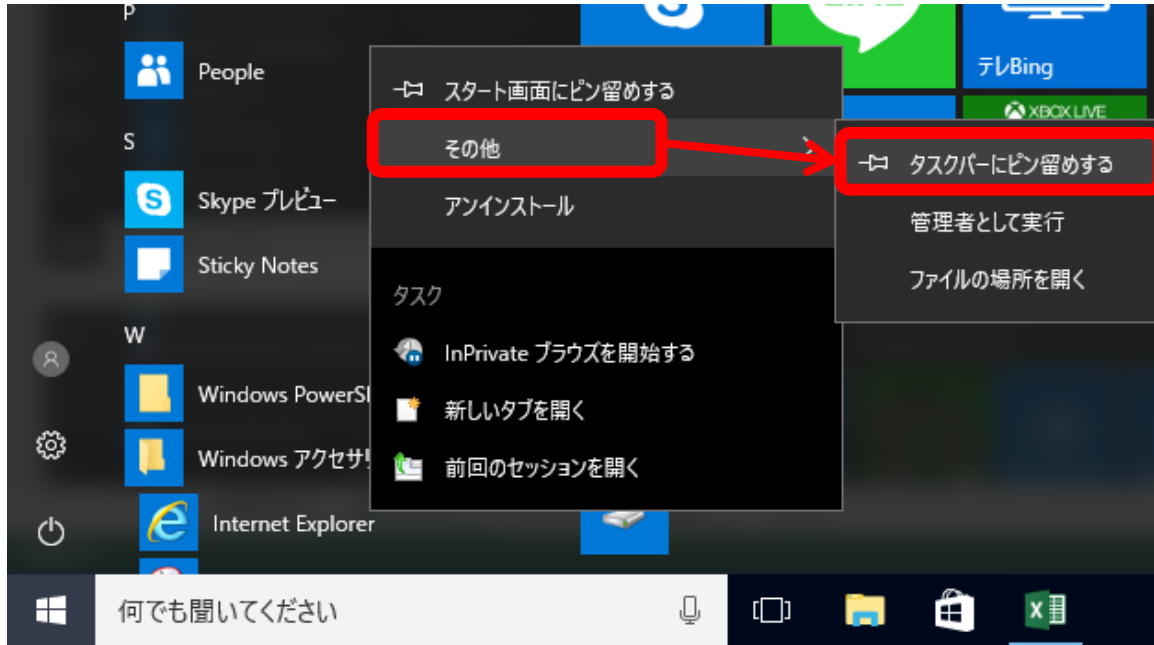 P
People
S
Skype プレビュー
Sticky Notes
W
Windows PowerSl
Windows アクセサリ
Internet Explorer
スタート画面にピン留めする
その他
アンインストール
タスク
InPrivate ブラウズを開始する
新しいタブを開く
前回のセッションを開く
タスクバーにピン留めする
管理者として実行
ファイルの場所を開く
テレBing
XBOX LIVE
何でも聞いてください